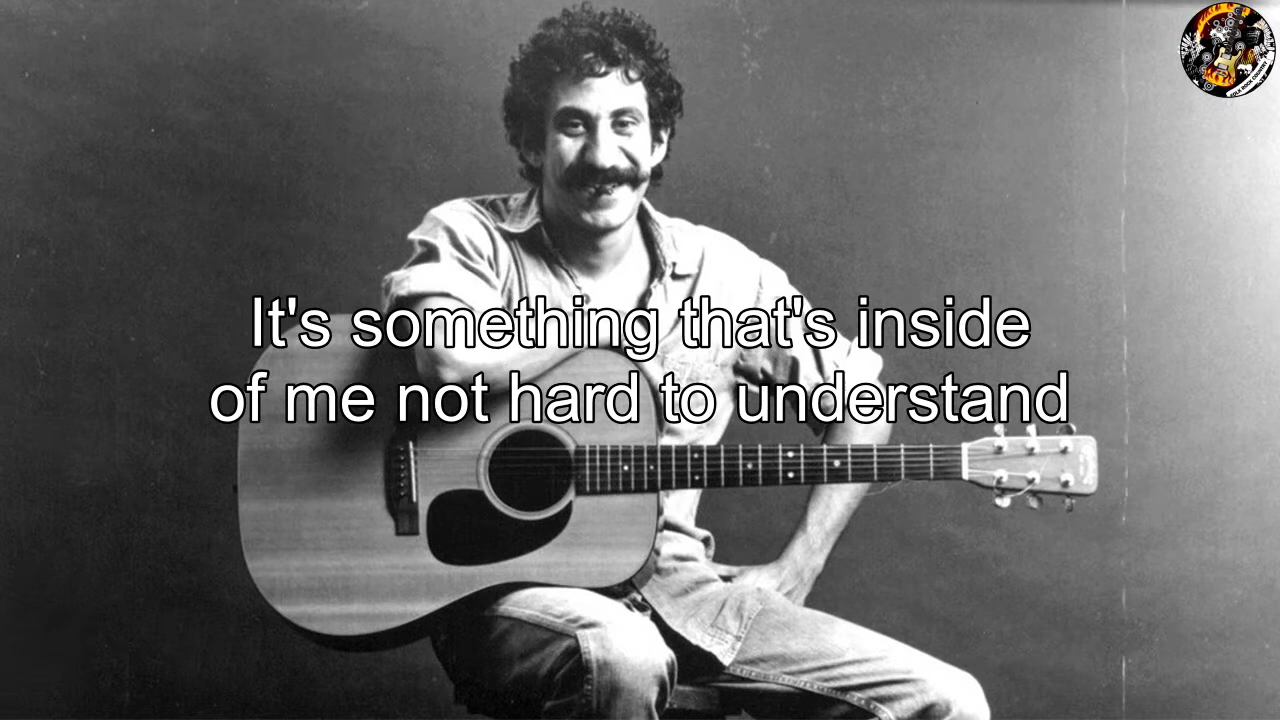 It's something that's inside
of me not hard to understand